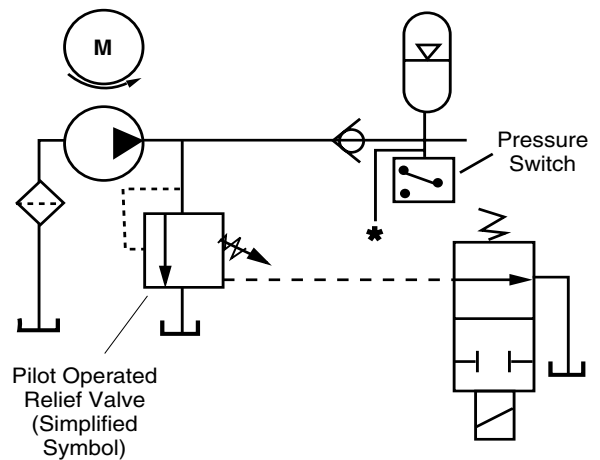 M
Pressure
Switch
*
Pilot Operated
Relief Valve
(Simplified
Symbol)